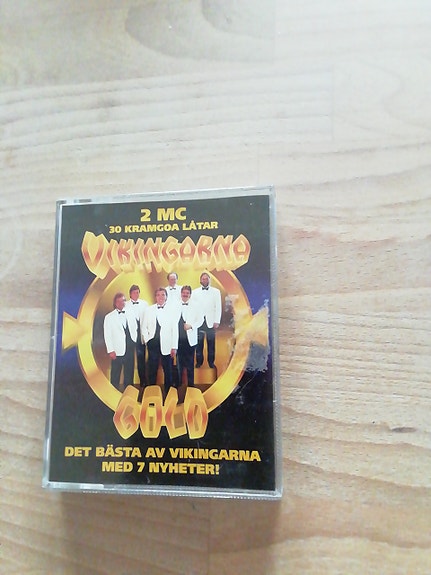 2 MC
30 KRAMGOA LÅTAR
VIKINGARNA
GOLD
DET BÄSTA AV VIKINGARNA
MED 7 NYHETER!